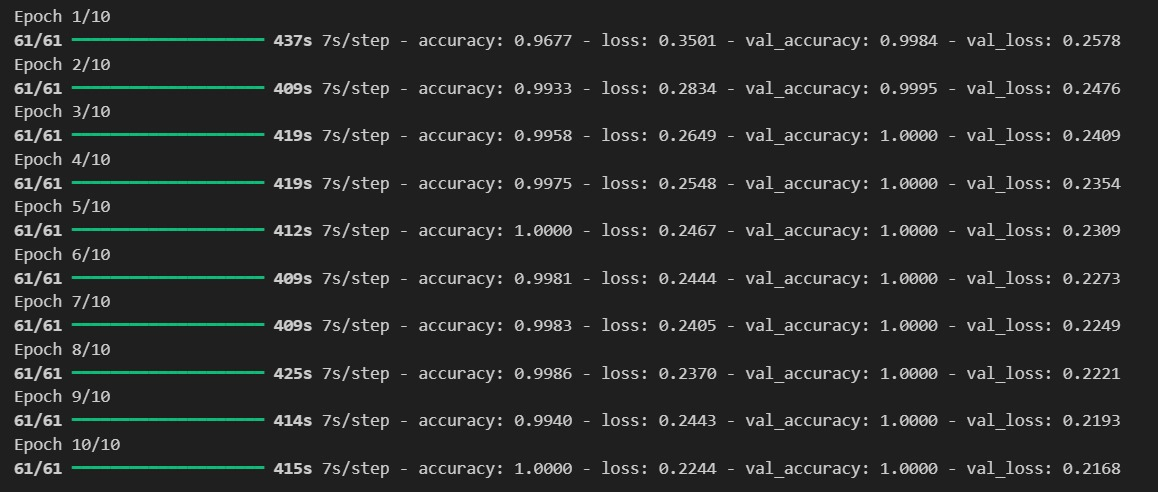 Epoch 1/10
61/61 ━━━━━━━━━━━━━━━━━━━━ 437s 7s/step - accuracy: 0.9677 - loss: 0.3501 - val_accuracy: 0.9984 - val_loss: 0.2578
Epoch 2/10
61/61 ━━━━━━━━━━━━━━━━━━━━ 409s 7s/step - accuracy: 0.9933 - loss: 0.2834 - val_accuracy: 0.9995 - val_loss: 0.2476
Epoch 3/10
61/61 ━━━━━━━━━━━━━━━━━━━━ 419s 7s/step - accuracy: 0.9958 - loss: 0.2649 - val_accuracy: 1.0000 - val_loss: 0.2409
Epoch 4/10
61/61 ━━━━━━━━━━━━━━━━━━━━ 419s 7s/step - accuracy: 0.9975 - loss: 0.2548 - val_accuracy: 1.0000 - val_loss: 0.2354
Epoch 5/10
61/61 ━━━━━━━━━━━━━━━━━━━━ 412s 7s/step - accuracy: 1.0000 - loss: 0.2467 - val_accuracy: 1.0000 - val_loss: 0.2309
Epoch 6/10
61/61 ━━━━━━━━━━━━━━━━━━━━ 409s 7s/step - accuracy: 0.9981 - loss: 0.2444 - val_accuracy: 1.0000 - val_loss: 0.2273
Epoch 7/10
61/61 ━━━━━━━━━━━━━━━━━━━━ 409s 7s/step - accuracy: 0.9983 - loss: 0.2405 - val_accuracy: 1.0000 - val_loss: 0.2249
Epoch 8/10
61/61 ━━━━━━━━━━━━━━━━━━━━ 425s 7s/step - accuracy: 0.9986 - loss: 0.2370 - val_accuracy: 1.0000 - val_loss: 0.2221
Epoch 9/10
61/61 ━━━━━━━━━━━━━━━━━━━━ 414s 7s/step - accuracy: 0.9940 - loss: 0.2443 - val_accuracy: 1.0000 - val_loss: 0.2193
Epoch 10/10
61/61 ━━━━━━━━━━━━━━━━━━━━ 415s 7s/step - accuracy: 1.0000 - loss: 0.2244 - val_accuracy: 1.0000 - val_loss: 0.2168